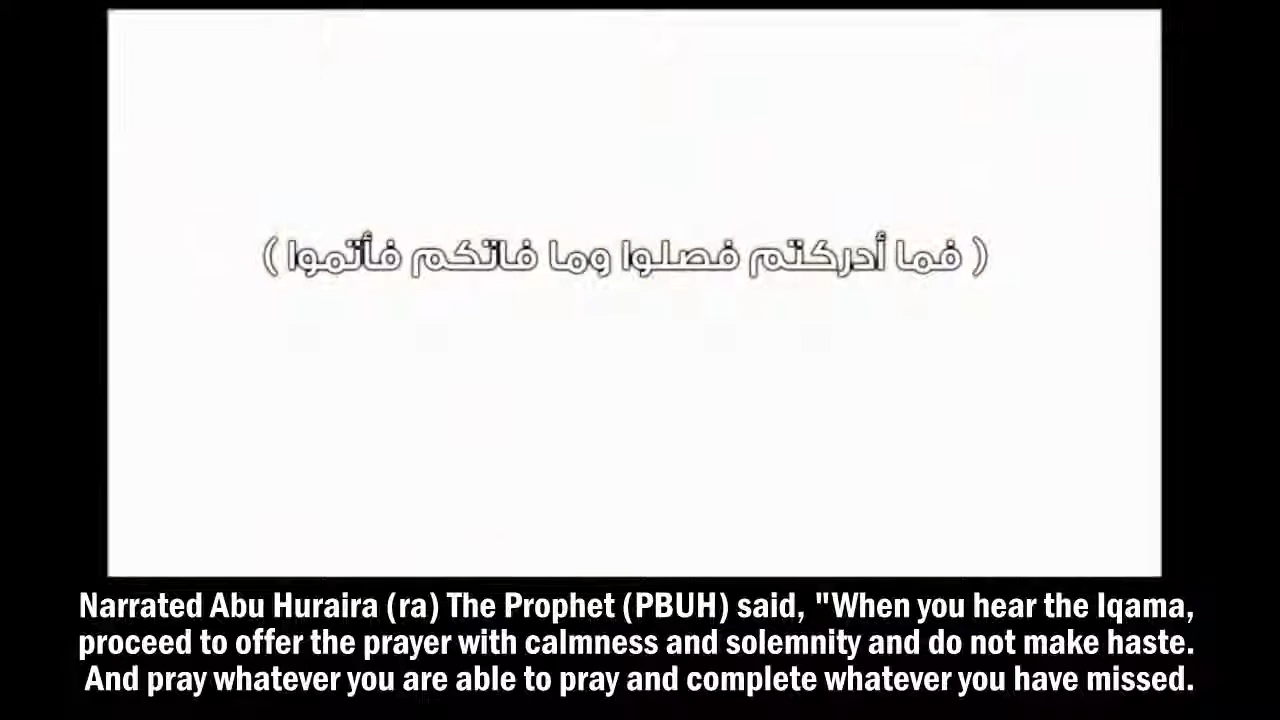 ( فما أدركتم فصلوا وما فاتكم فأتموا )
Narrated Abu Huraira (ra) The Prophet (PBUH) said, "When you hear the Iqama,
proceed to offer the prayer with calmness and solemnity and do not make haste.
And pray whatever you are able to pray and complete whatever you have missed.